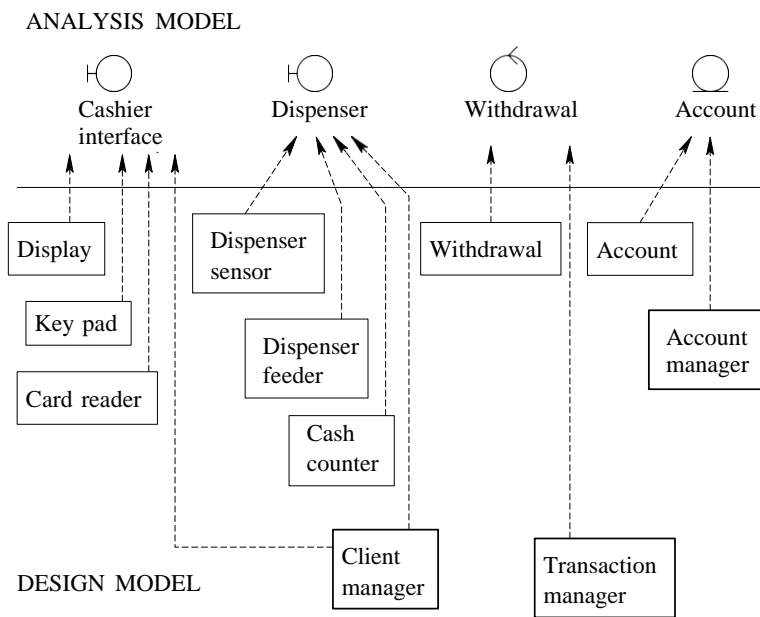 ANALYSIS MODEL
Cashier
interface
Dispenser
Withdrawal
Account
Display
Dispenser
sensor
Withdrawal
Account
Key pad
Dispenser
feeder
Account
manager
Card reader
Cash
counter
Client
manager
Transaction
manager
DESIGN MODEL